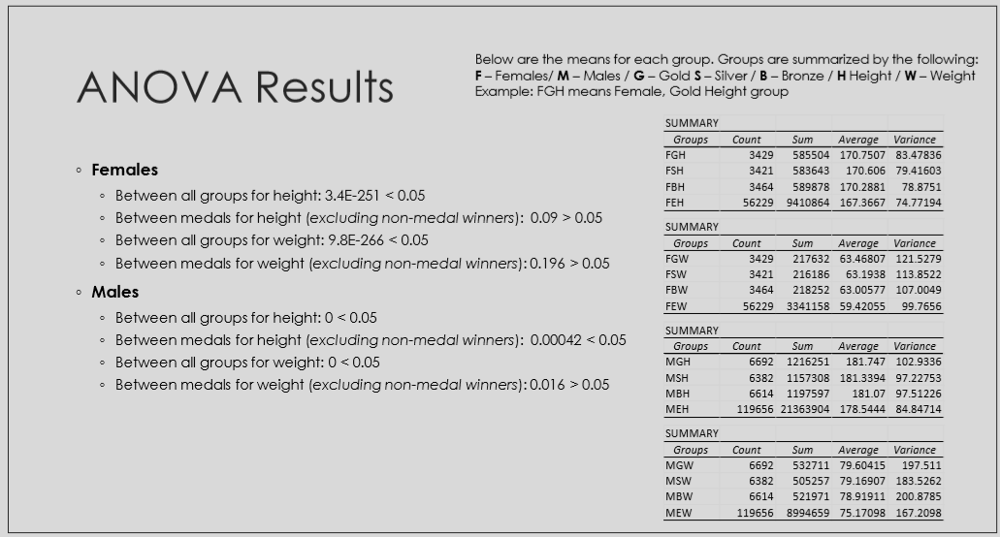 ANOVA Results
Below are the means for each group. Groups are summarized by the following:
F – Females/ M – Males / G – Gold S – Silver / B – Bronze / H Height / W – Weight
Example: FGH means Female, Gold Height group
◦ Females
◦ Between all groups for height: 3.4E-251 < 0.05
◦ Between medals for height (excluding non-medal winners): 0.09 > 0.05
◦ Between all groups for weight: 9.8E-266 < 0.05
◦ Between medals for weight (excluding non-medal winners): 0.196 > 0.05
◦ Males
◦ Between all groups for height: 0 < 0.05
◦ Between medals for height (excluding non-medal winners): 0.00042 < 0.05
◦ Between all groups for weight: 0 < 0.05
◦ Between medals for weight (excluding non-medal winners): 0.016 > 0.05
SUMMARY
Groups Count Sum Average Variance
FGH 3429 585504 170.7507 83.47836
FSH 3421 583643 170.606 79.41603
FBH 3464 589878 170.2881 78.8751
FEH 56229 9410864 167.3667 74.77194
SUMMARY
Groups Count Sum Average Variance
FGW 3429 217632 63.46807 121.5279
FSW 3421 216186 63.1938 113.8522
FBW 3464 218252 63.00577 107.0049
FEW 56229 3341158 59.42055 99.7656
SUMMARY
Groups Count Sum Average Variance
MGH 6692 1216251 181.747 102.9336
MSH 6382 1157308 181.3394 97.22753
MBH 6614 1197597 181.07 97.51226
MEH 119656 21363904 178.5444 84.84714
SUMMARY
Groups Count Sum Average Variance
MGW 6692 532711 79.60415 197.511
MSW 6382 505257 79.16907 183.5262
MBW 6614 521971 78.91911 200.8785
MEW 119656 8994659 75.17098 167.2098